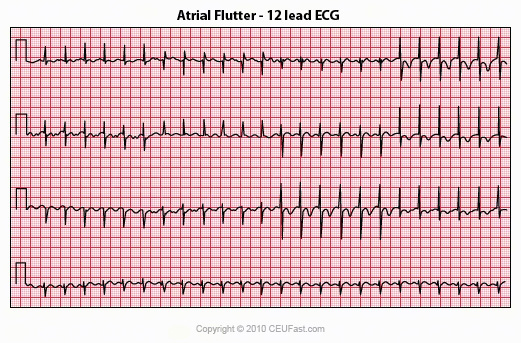 Atrial Flutter - 12 lead ECG
Copyright © 2010 CEUFast.com